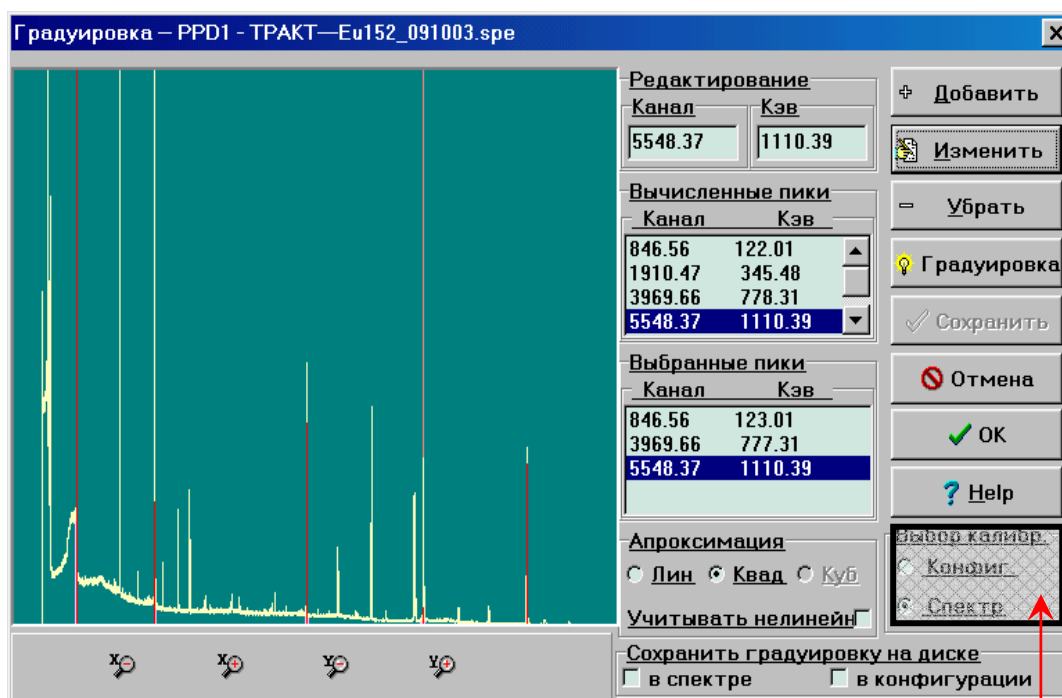 Градуировка – PPD1 - ТРАКТ—Eu152_091003.spe
Редактирование
Канал Кэв
5548.37 1110.39
Вычисленные пики
Канал Кэв
846.56 122.01
1910.47 345.48
3969.66 778.31
5548.37 1110.39
Выбранные пики
Канал Кэв
846.56 123.01
3969.66 777.31
5548.37 1110.39
Апроксимация
Лин Квад Куб
Учитывать нелинейн
Сохранить градуировку на диске
в спектре в конфигурации
Добавить
Изменить
Убрать
Градуировка
Сохранить
Отмена
OK
Help
Выбор калибр.
Конфиг.
Спектр
X X Y Y